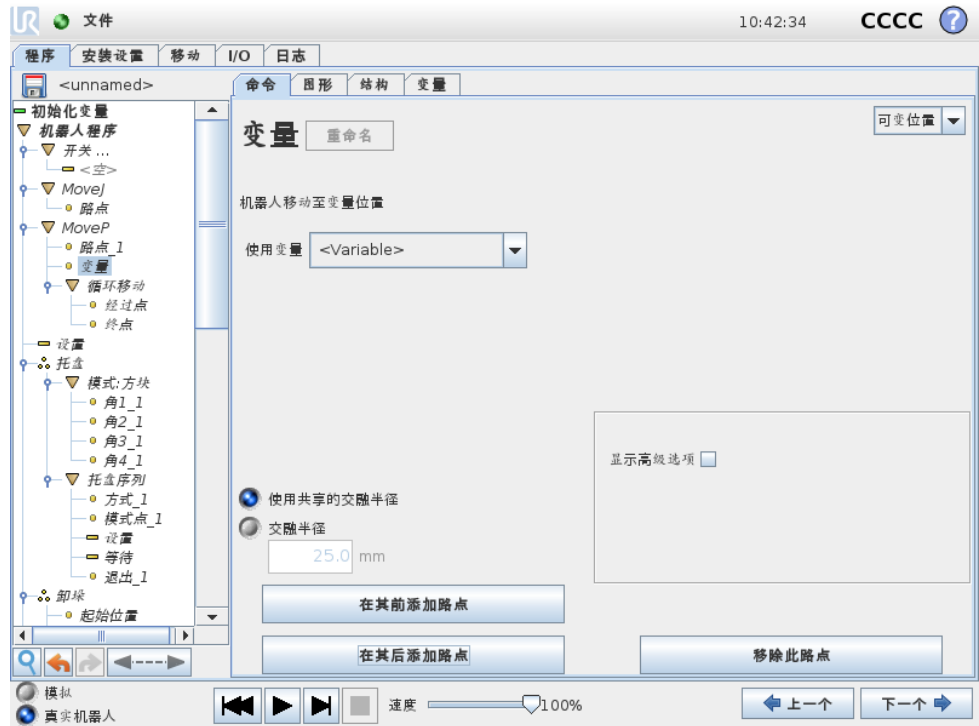 UR 文件 10:42:34 CCCC ?
程序 安装设置 移动 I/O 日志
<unnamed>
命令 图形 结构 变量
初始化变量
机器人程序
开关 ...
<空>
MoveJ
路点
MoveP
路点_1
变量
循环移动
经过点
终点
设置
托盘
模式:方块
角1_1
角2_1
角3_1
角4_1
托盘序列
方式_1
模式点_1
设置
等待
退出_1
卸垛
起始位置
变量 重命名
可变位置
机器人移动至变量位置
使用变量 <Variable>
显示高级选项
使用共享的交融半径
交融半径
25.0 mm
在其前添加路点
在其后添加路点
移除此路点
模拟
真实机器人
速度 100%
上一个
下一个